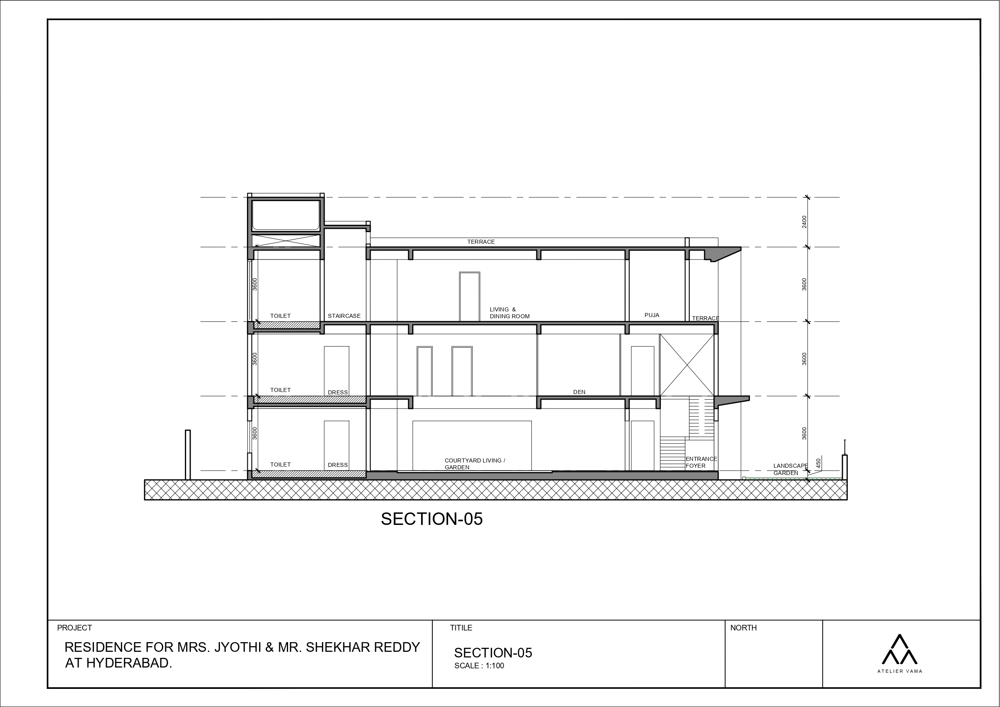 2400
TERRACE
3600
3600
LIVING &
DINING ROOM
TOILET
STAIRCASE
PUJA
TERRACE
3600
3600
TOILET
DRESS
DEN
3600
3600
COURTYARD LIVING /
GARDEN
ENTRANCE
FOYER
TOILET
DRESS
LANDSCAPE
GARDEN
450
SECTION-05
PROJECT
RESIDENCE FOR MRS. JYOTHI & MR. SHEKHAR REDDY
AT HYDERABAD.
TITILE
SECTION-05
SCALE : 1:100
NORTH
ATELIER VAMA